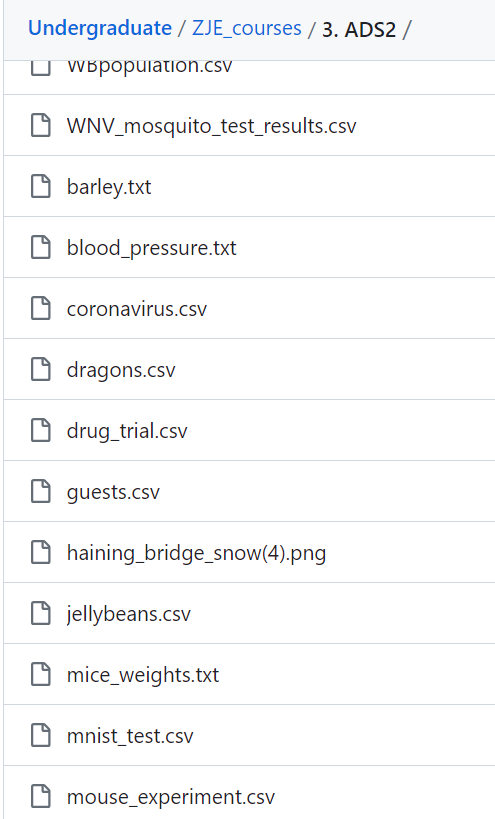 Undergraduate / ZJE_courses / 3. ADS2 /
WBpopulation.csv
WNV_mosquito_test_results.csv
barley.txt
blood_pressure.txt
coronavirus.csv
dragons.csv
drug_trial.csv
guests.csv
haining_bridge_snow(4).png
jellybeans.csv
mice_weights.txt
mnist_test.csv
mouse_experiment.csv